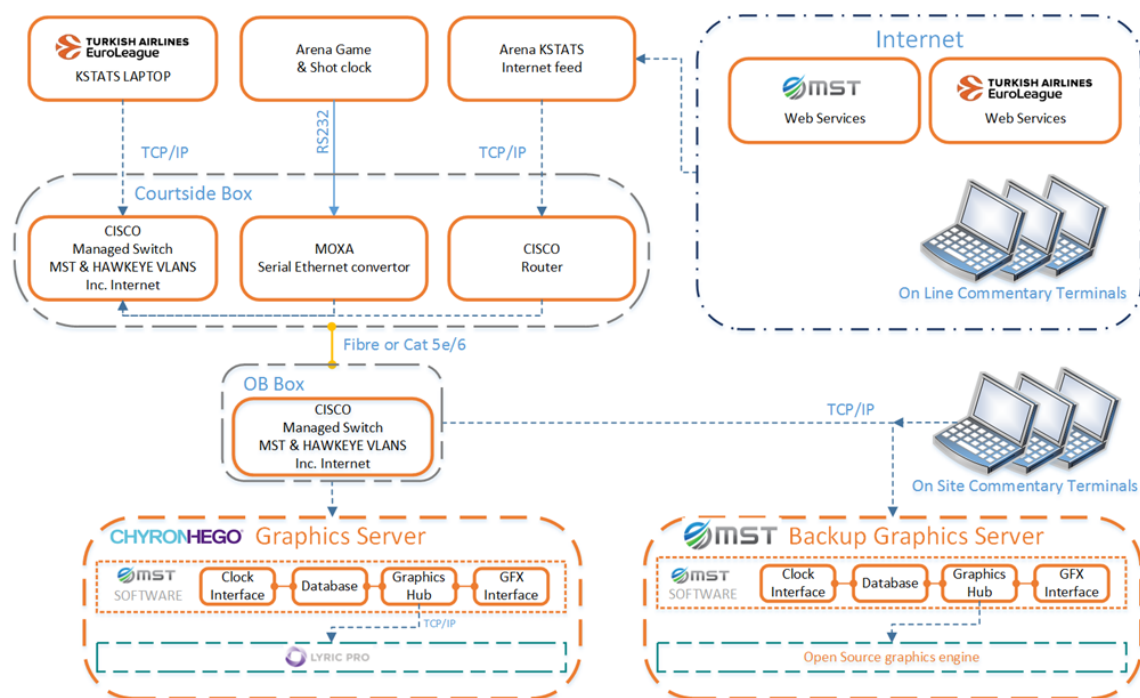 TURKISH AIRLINES
EuroLeague
KSTATS LAPTOP
Arena Game
& Shot clock
Arena KSTATS
Internet feed
Internet
MST
Web Services
TURKISH AIRLINES
EuroLeague
Web Services
TCP/IP
RS232
TCP/IP
Courtside Box
CISCO
Managed Switch
MST & HAWKEYE VLANS
Inc. Internet
MOXA
Serial Ethernet convertor
CISCO
Router
On Line Commentary Terminals
Fibre or Cat 5e/6
OB Box
CISCO
Managed Switch
MST & HAWKEYE VLANS
Inc. Internet
TCP/IP
On Site Commentary Terminals
CHYRONHEGO Graphics Server
MST
SOFTWARE
Clock
Interface
Database
Graphics
Hub
GFX
Interface
TCP/IP
LYRIC PRO
MST Backup Graphics Server
MST
SOFTWARE
Clock
Interface
Database
Graphics
Hub
GFX
Interface
Open Source graphics engine